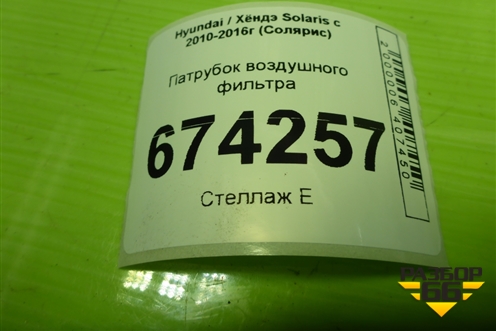 Hyundai / Хёндэ Solaris с
2010-2016г (Солярис)
Патрубок воздушного
фильтра
674257
Стеллаж Е
2000006407450
РАЗБОР
66